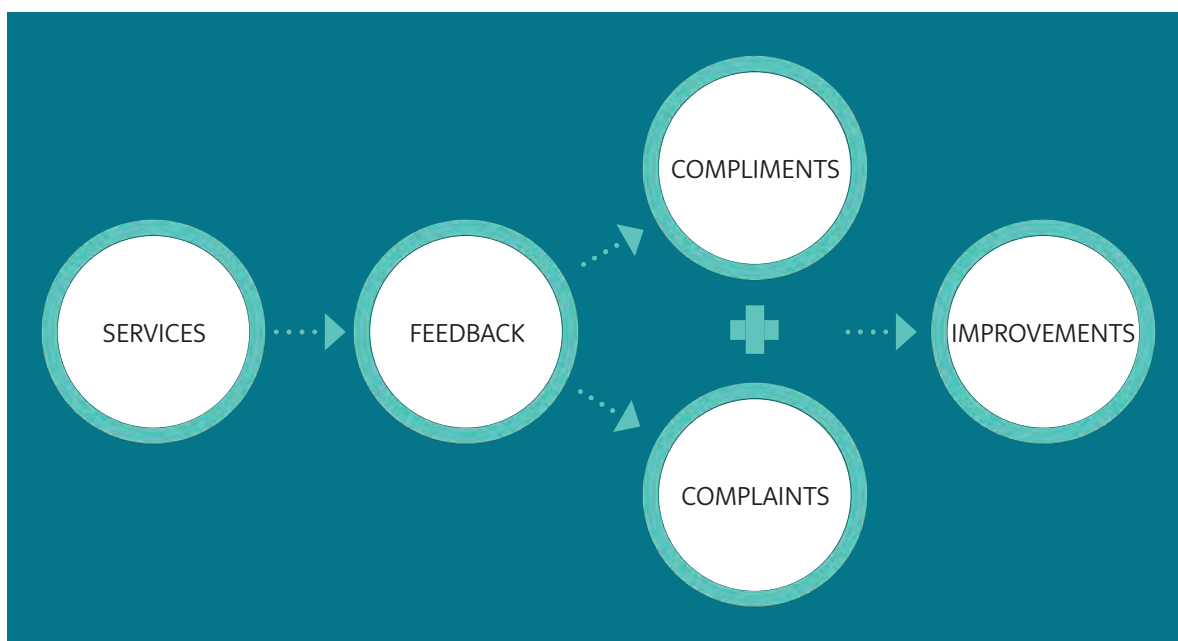 SERVICES
FEEDBACK
COMPLIMENTS
COMPLAINTS
IMPROVEMENTS